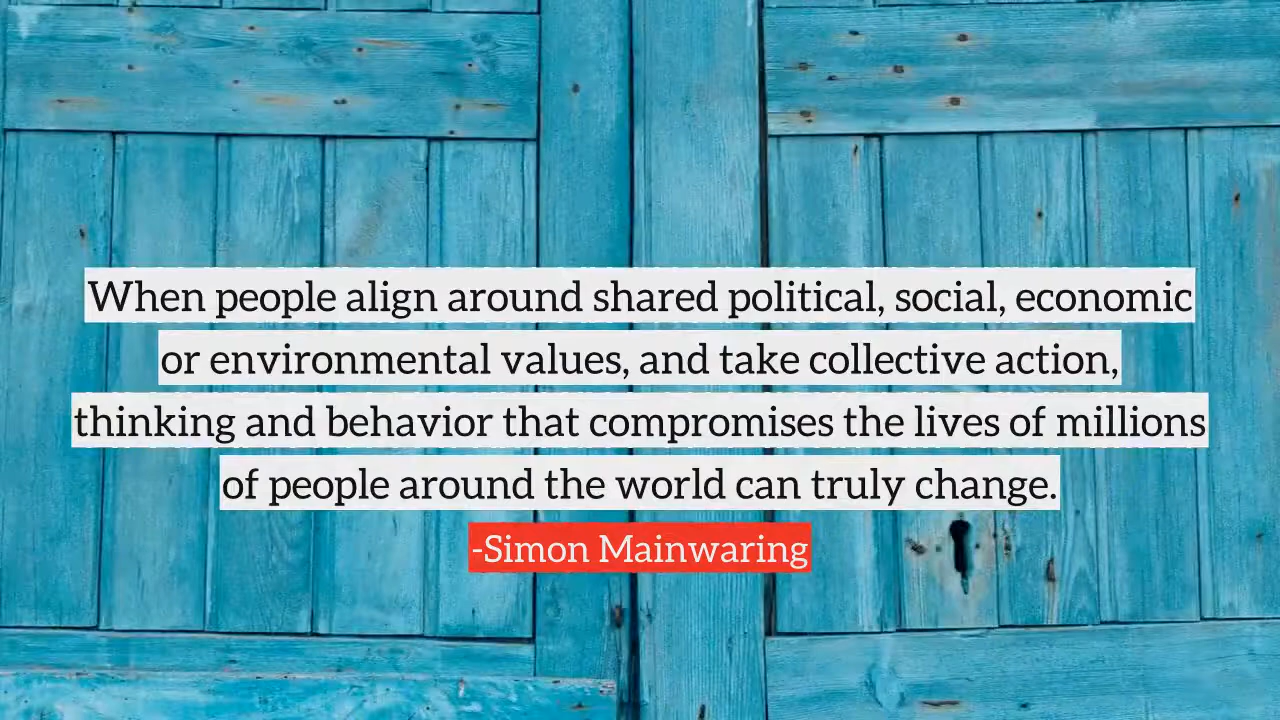 When people align around shared political, social, economic
or environmental values, and take collective action,
thinking and behavior that compromises the lives of millions
of people around the world can truly change.
-Simon Mainwaring